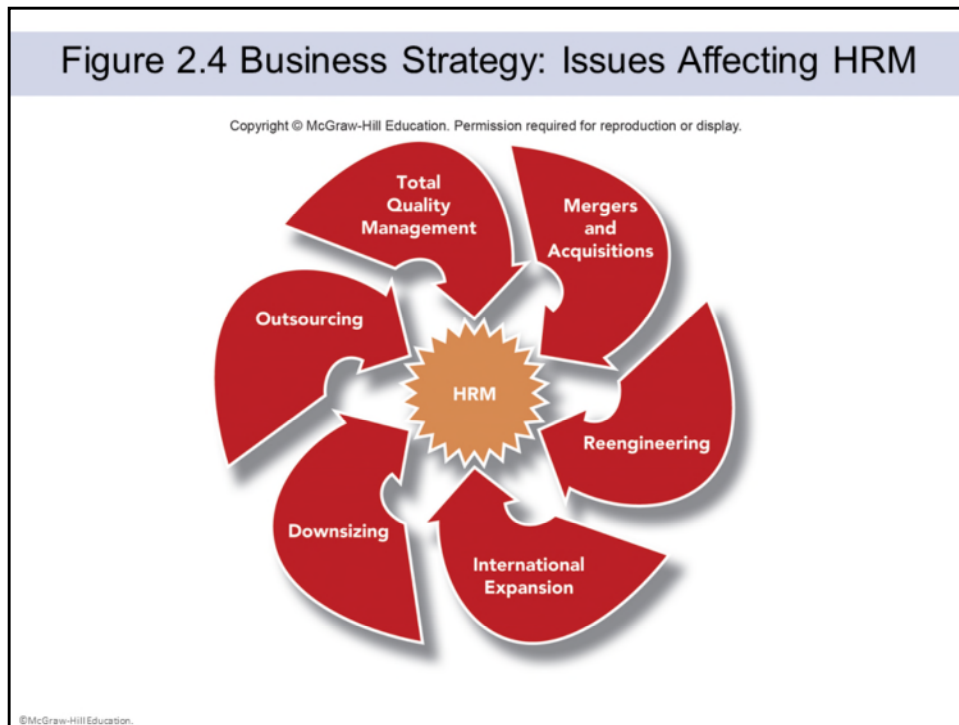 Figure 2.4 Business Strategy: Issues Affecting HRM
Copyright © McGraw-Hill Education. Permission required for reproduction or display.
Total
Quality
Management
Mergers
and
Acquisitions
Outsourcing
HRM
Reengineering
Downsizing
International
Expansion
©McGraw-Hill Education.